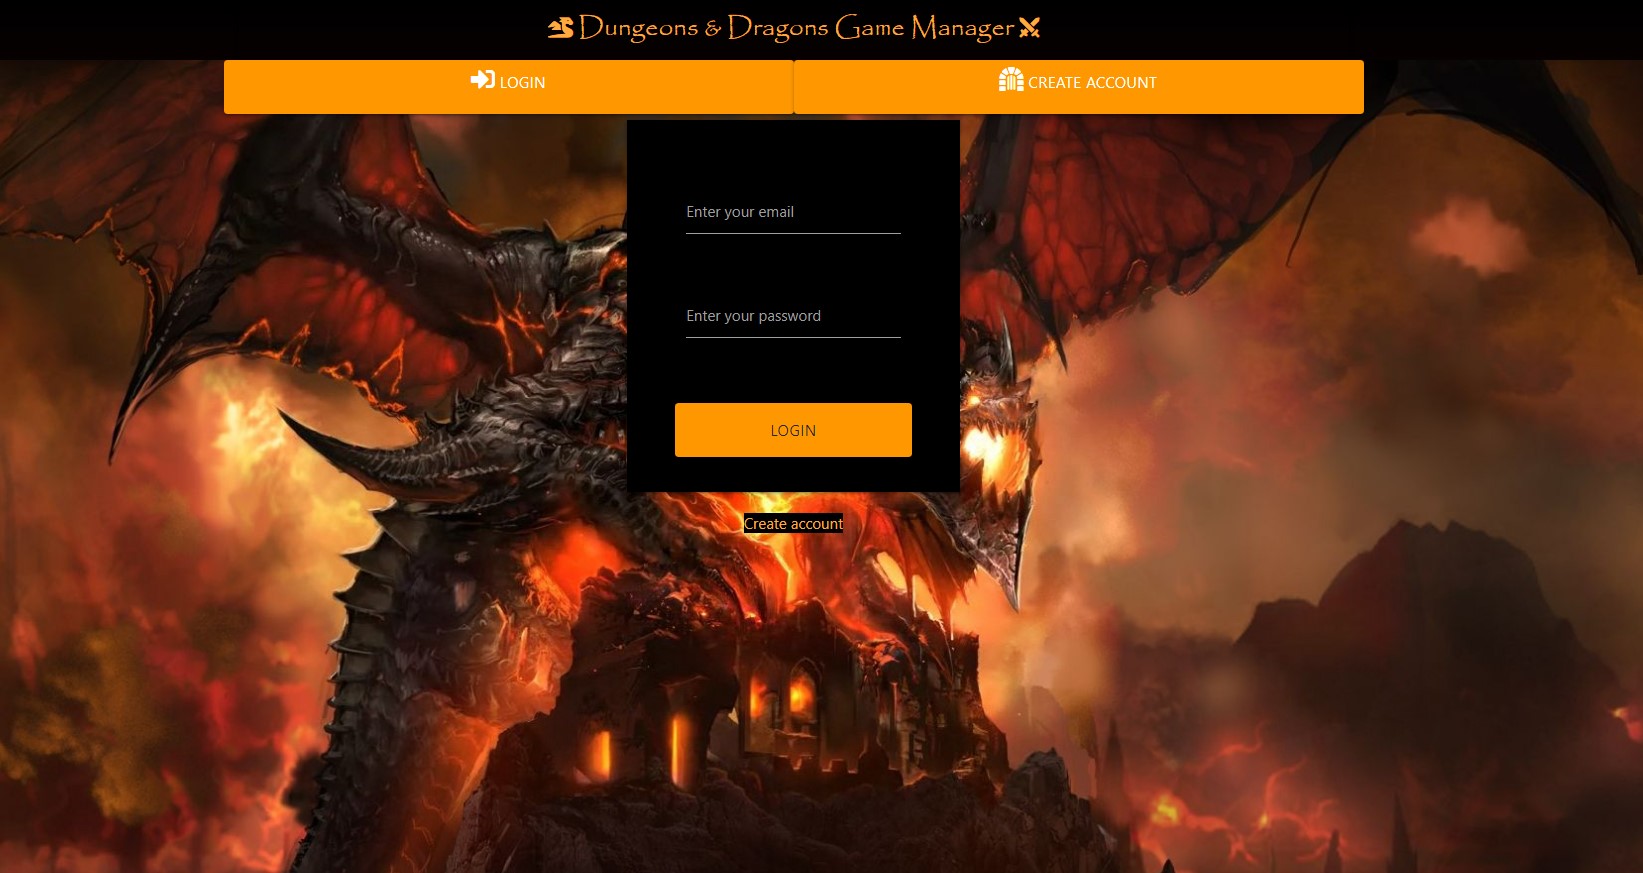 Dungeons & Dragons Game Manager
LOGIN
CREATE ACCOUNT
Enter your email
Enter your password
LOGIN
Create account